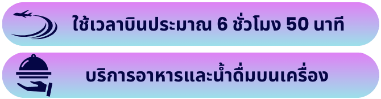 ใช้เวลาบินประมาณ 6 ชั่วโมง 50 นาที
บริการอาหารและน้ำดื่มบนเครื่อง